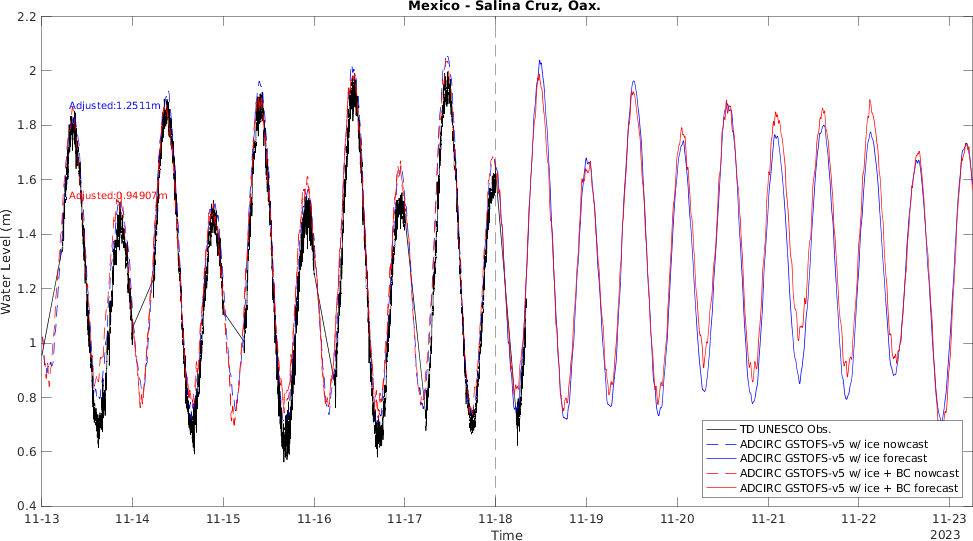 Mexico - Salina Cruz, Oax.
2.2
2
1.8
1.6
1.4
1.2
1
0.8
0.6
0.4
Water Level (m)
Adjusted:1.2511m
Adjusted:0.94907m
TD UNESCO Obs.
ADCIRC GSTOFS-v5 w/ ice nowcast
ADCIRC GSTOFS-v5 w/ ice forecast
ADCIRC GSTOFS-v5 w/ ice + BC nowcast
ADCIRC GSTOFS-v5 w/ ice + BC forecast
11-13 11-14 11-15 11-16 11-17 11-18 11-19 11-20 11-21 11-22 11-23
2023
Time